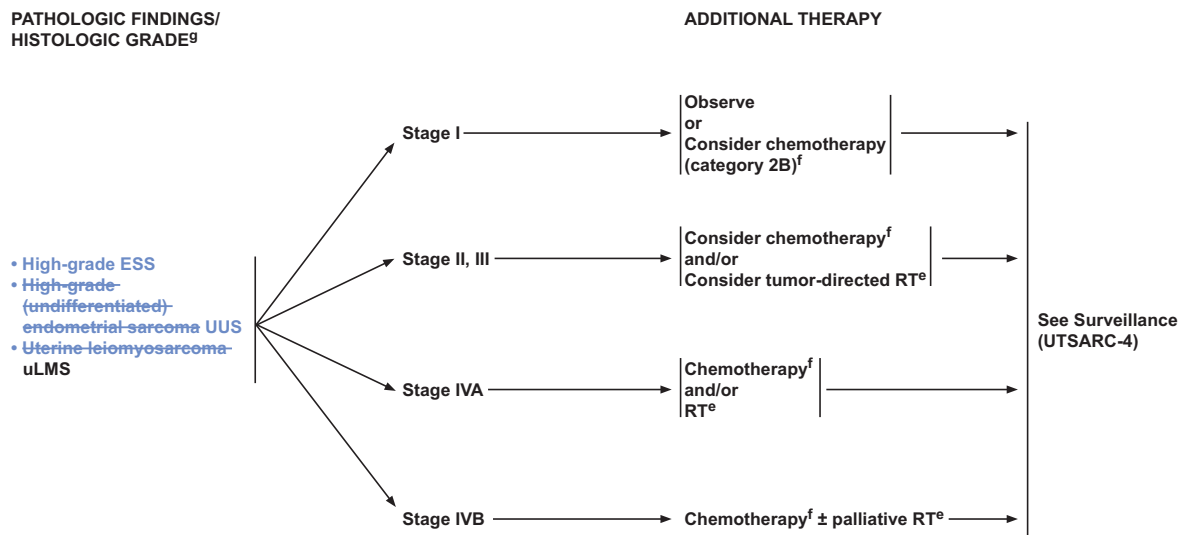 PATHOLOGIC FINDINGS/
HISTOLOGIC GRADEg
ADDITIONAL THERAPY
• High-grade ESS
• High-grade
(undifferentiated)
endometrial sarcoma UUS
• Uterine leiomyosarcoma
uLMS
Stage I
Observe
or
Consider chemotherapy
(category 2B)f
Stage II, III
Consider chemotherapyf
and/or
Consider tumor-directed RTe
Stage IVA
Chemotherapyf
and/or
RTe
Stage IVB
Chemotherapyf ± palliative RTe
See Surveillance
(UTSARC-4)